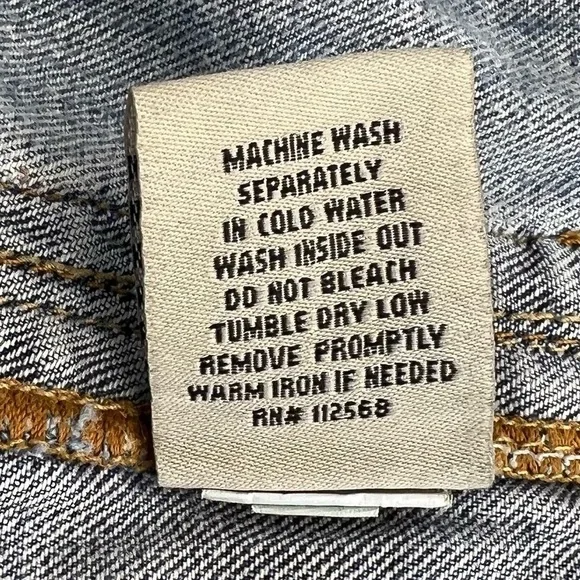 MACHINE WASH
SEPARATELY
IN COLD WATER
WASH INSIDE OUT
DO NOT BLEACH
TUMBLE DRY LOW
REMOVE PROMPTLY
WARM IRON IF NEEDED
RN# 112568